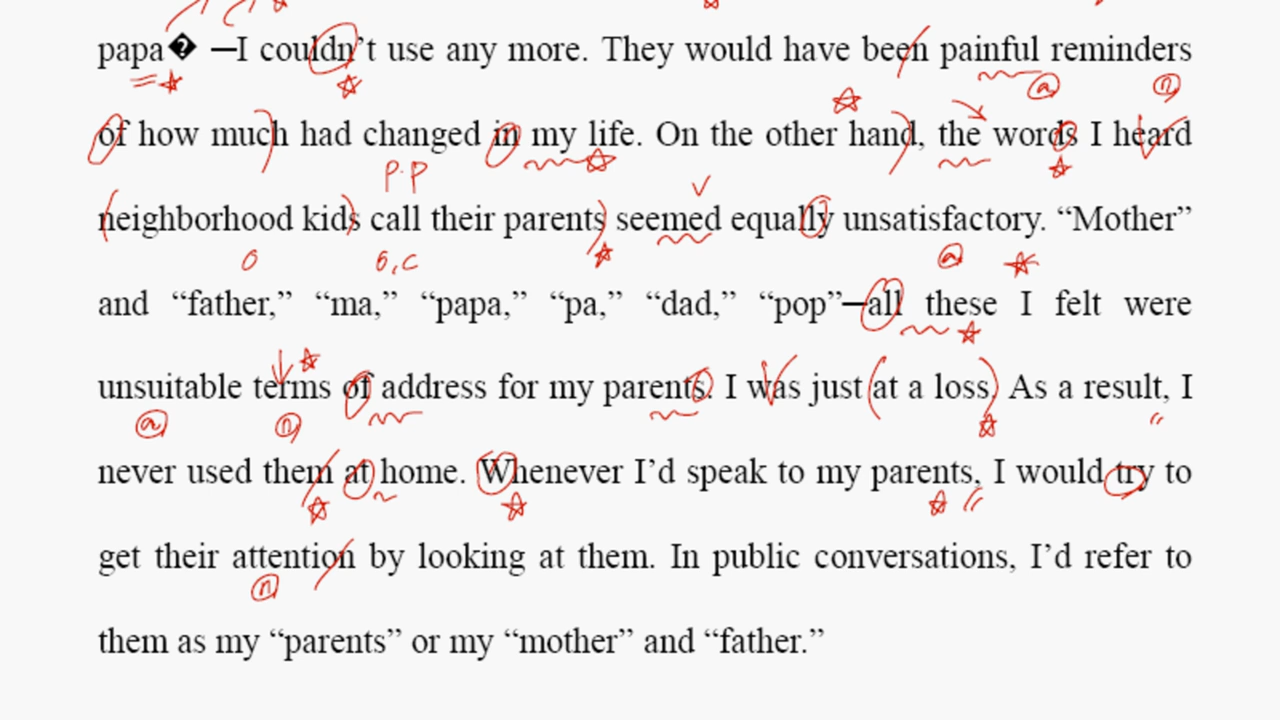 papa� —I couldn’t use any more. They would have been painful reminders
of how much had changed in my life. On the other hand, the words I heard
neighborhood kids call their parents seemed equally unsatisfactory. “Mother”
and “father,” “ma,” “papa,” “pa,” “dad,” “pop”—all these I felt were
unsuitable terms of address for my parents. I was just at a loss. As a result, I
never used them at home. Whenever I’d speak to my parents, I would try to
get their attention by looking at them. In public conversations, I’d refer to
them as my “parents” or my “mother” and “father.”